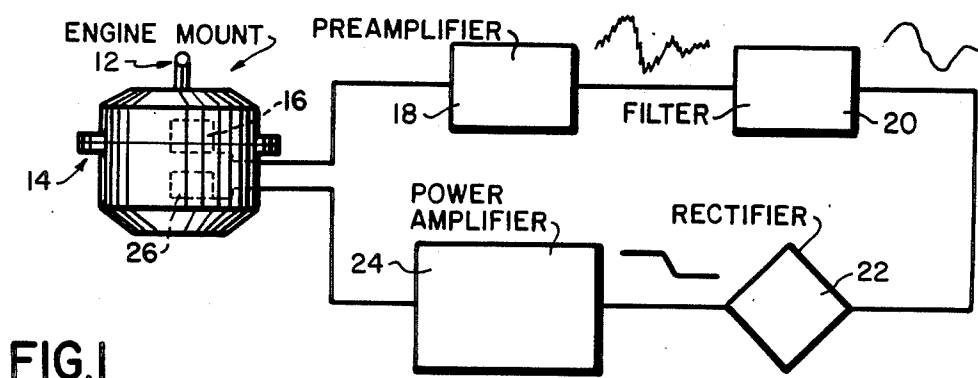 ENGINE MOUNT
12
16
14
26
PREAMPLIFIER
18
FILTER
20
POWER
AMPLIFIER
24
RECTIFIER
22
FIG.1